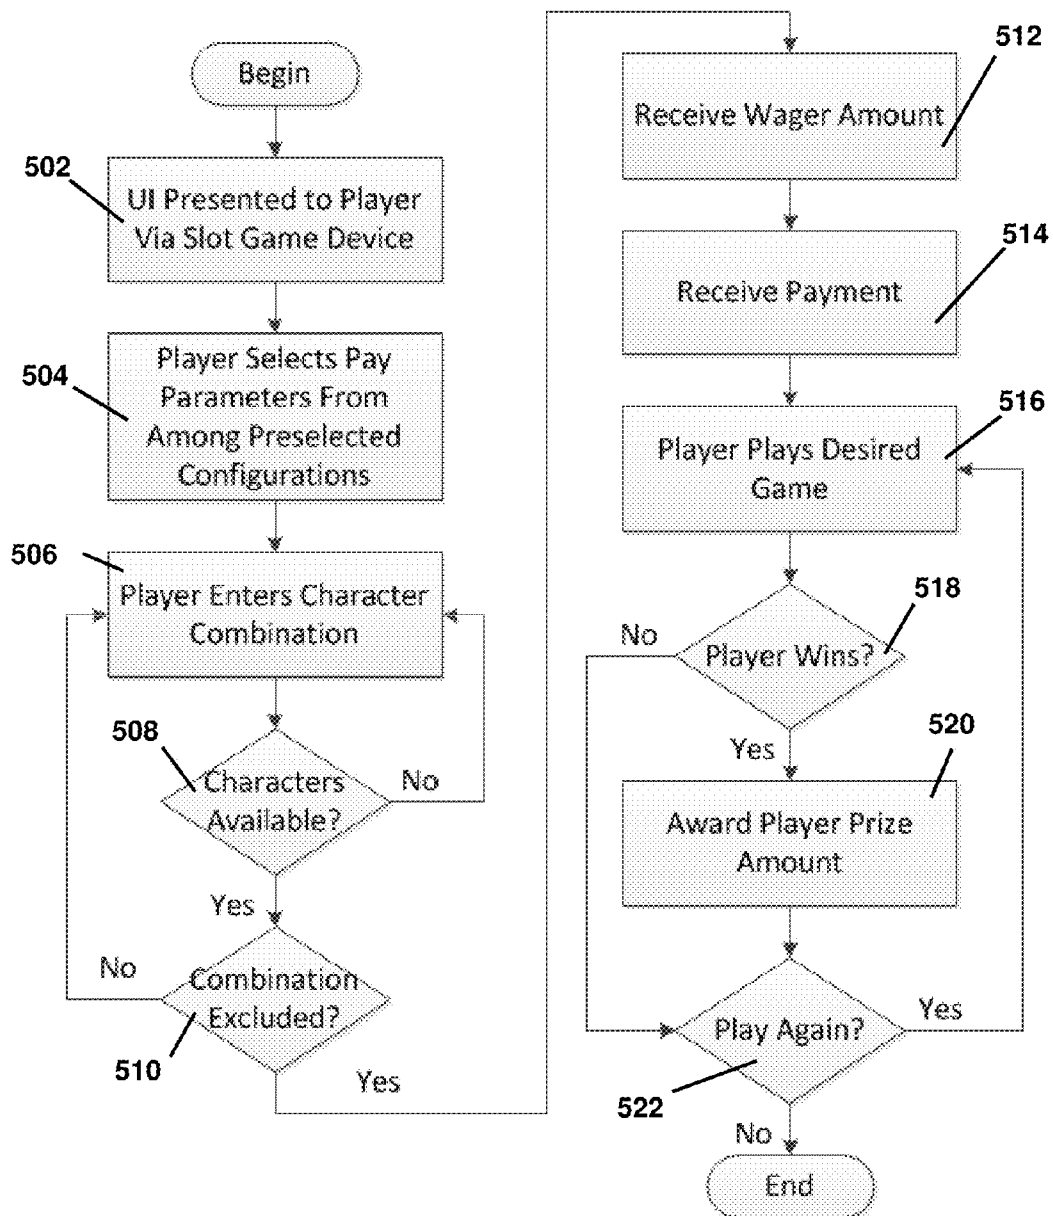 Begin
502
UI Presented to Player
Via Slot Game Device
504
Player Selects Pay
Parameters From
Among Preselected
Configurations
506
Player Enters Character
Combination
508
Characters
Available?
No
Yes
No
Combination
Excluded?
510
Yes
512
Receive Wager Amount
514
Receive Payment
516
Player Plays Desired
Game
518
No
Player Wins?
Yes
520
Award Player Prize
Amount
Play Again?
Yes
522
No
End